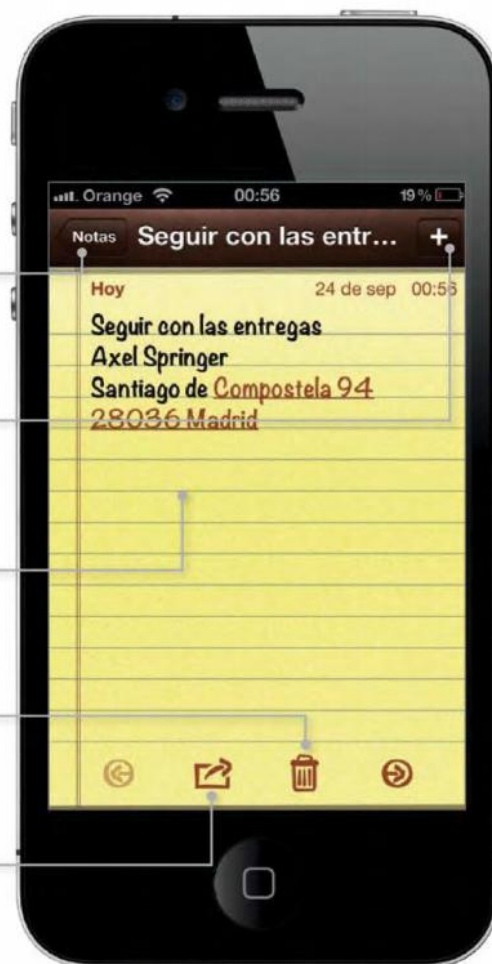 Orange 00:56 19 %
Notas Seguir con las entr... +
Hoy 24 de sep 00:56
Seguir con las entregas
Axel Springer
Santiago de Compostela 94
28036 Madrid